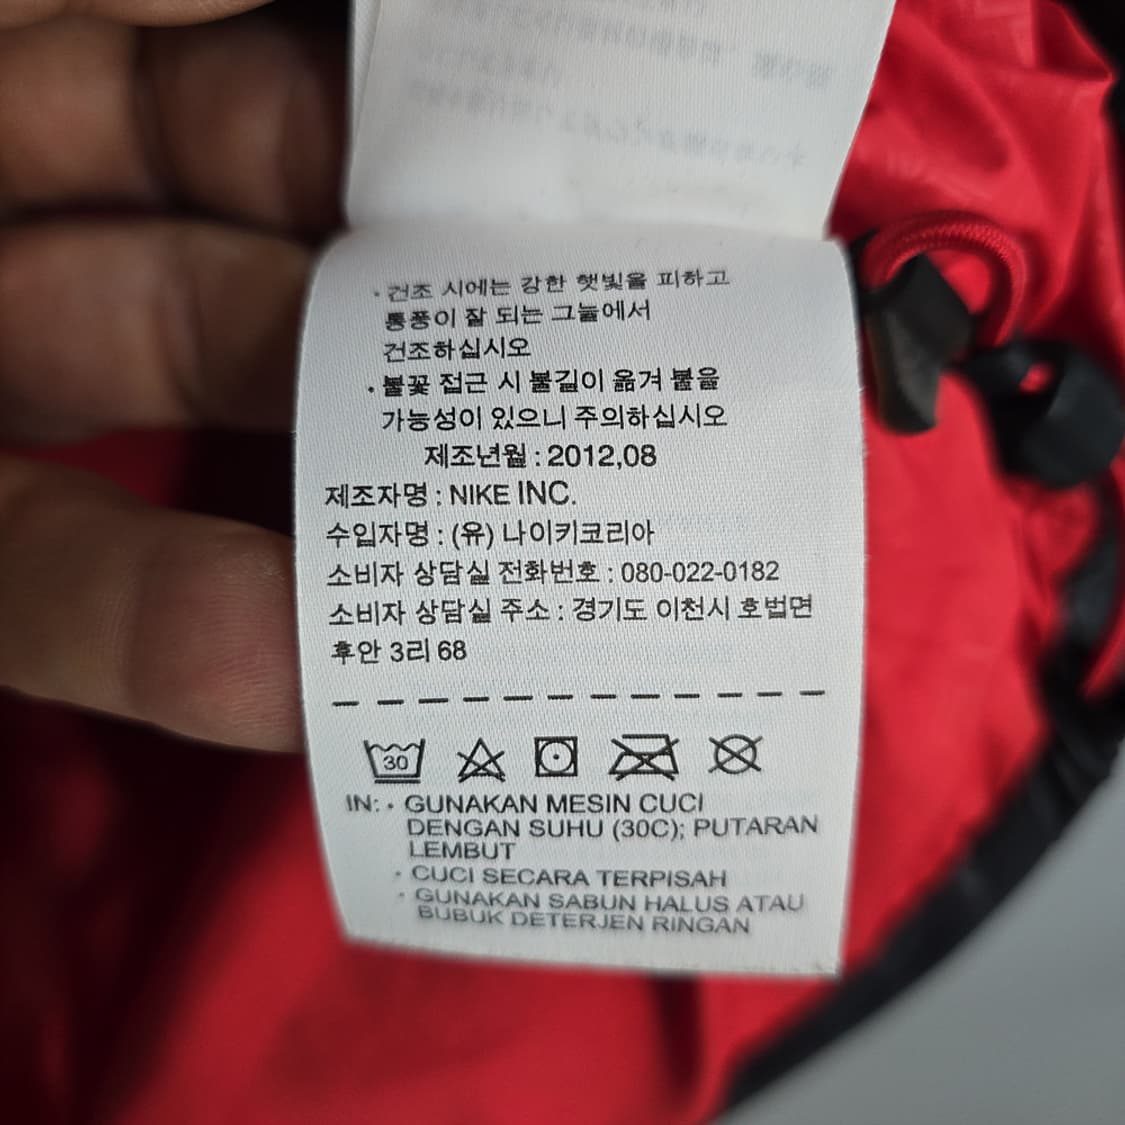 · 건조 시에는 강한 햇빛을 피하고
통풍이 잘 되는 그늘에서
건조하십시오
· 불꽃 접근 시 불길이 옮겨 붙을
가능성이 있으니 주의하십시오
제조년월 : 2012,08
제조자명 : NIKE INC.
수입자명 : (유) 나이키코리아
소비자 상담실 전화번호 : 080-022-0182
소비자 상담실 주소 : 경기도 이천시 호법면
후안 3리 68
30
IN: · GUNAKAN MESIN CUCI
DENGAN SUHU (30C); PUTARAN
LEMBUT
· CUCI SECARA TERPISAH
· GUNAKAN SABUN HALUS ATAU
BUBUK DETERJEN RINGAN